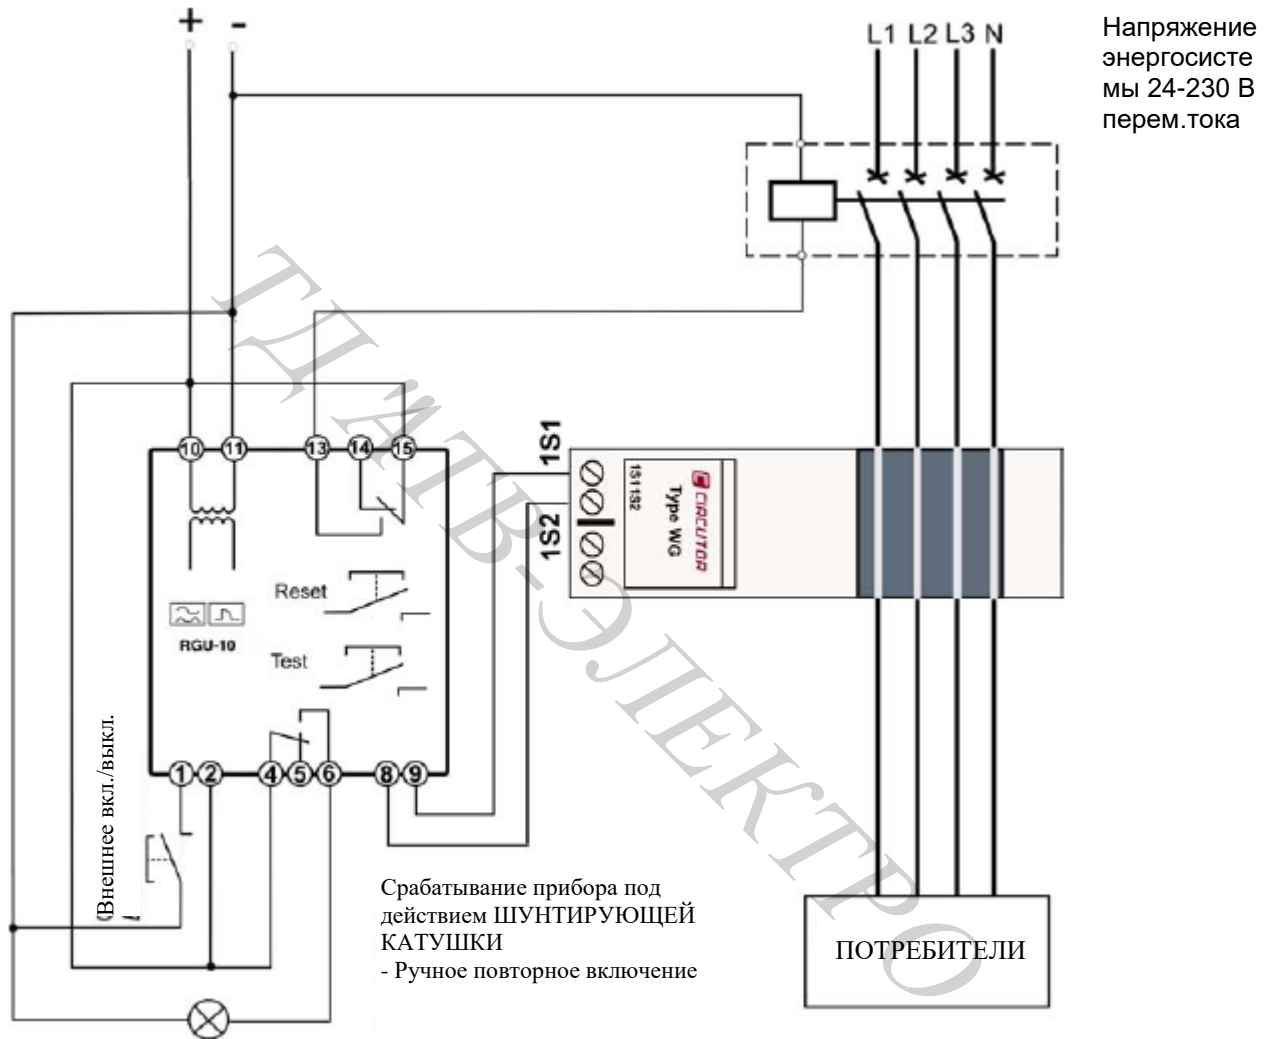 + -
L1 L2 L3 N
Напряжение
энергосисте
мы 24-230 В
перем.тока
10 11 13 14 15
1S1
1S2
1S1 1S2
CIRCUTOR
Type WG
Reset
RGU-10
Test
1 2 4 5 6 8 9
Внешнее вкл./выкл.
Срабатывание прибора под
действием ШУНТИРУЮЩЕЙ
КАТУШКИ
- Ручное повторное включение
ПОТРЕБИТЕЛИ
ТД "АТВ-ЭЛЕКТРО